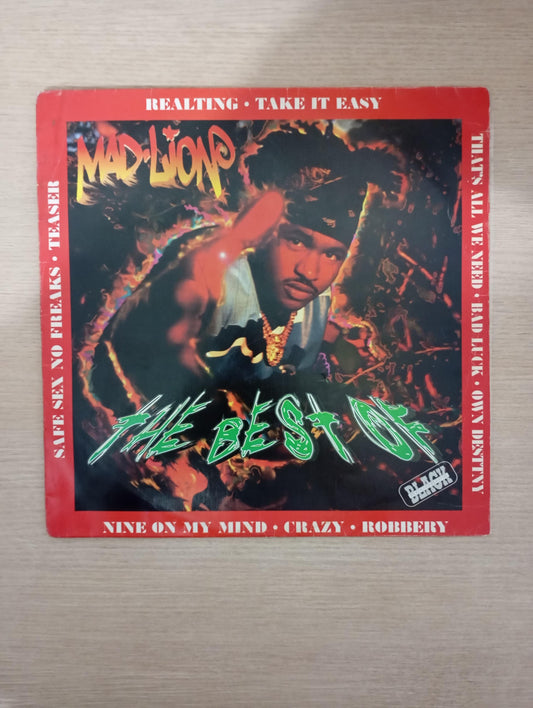 REALTING • TAKE IT EASY
MAD-LION
THAT'S ALL WE NEED • BAD LUCK • OWN DESTTNY
SAFE SEX NO FREAKS • TEASER
THE BEST OF
BLACK
NINE ON MY MIND • CRAZY • ROBBERY